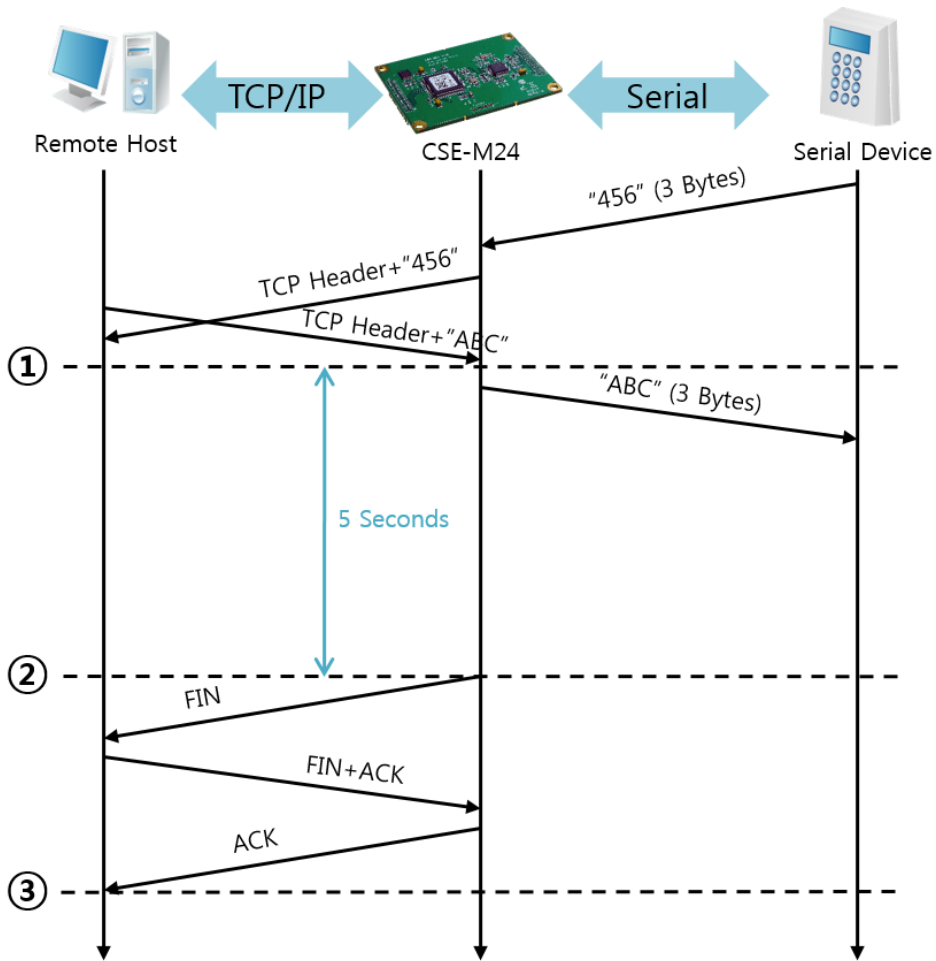 TCP/IP
Serial
Remote Host
CSE-M24
Serial Device
"456" (3 Bytes)
TCP Header+"456"
TCP Header+"ABC"
①
"ABC" (3 Bytes)
5 Seconds
②
FIN
FIN+ACK
ACK
③